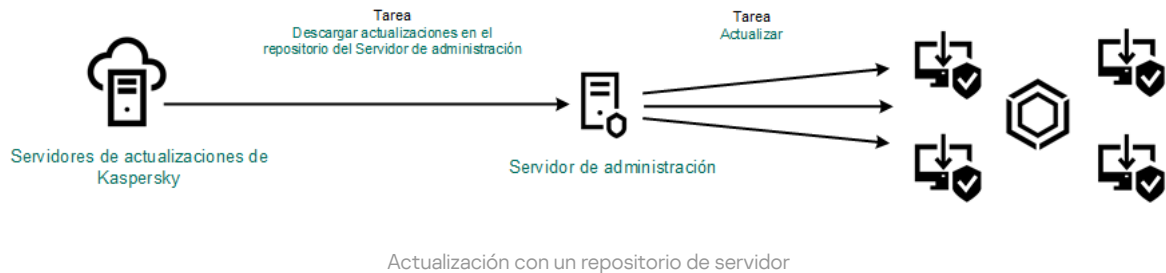 Tarea
Descargar actualizaciones en el
repositorio del Servidor de administración
Tarea
Actualizar
Servidores de actualizaciones de
Kaspersky
Servidor de administración
Actualización con un repositorio de servidor